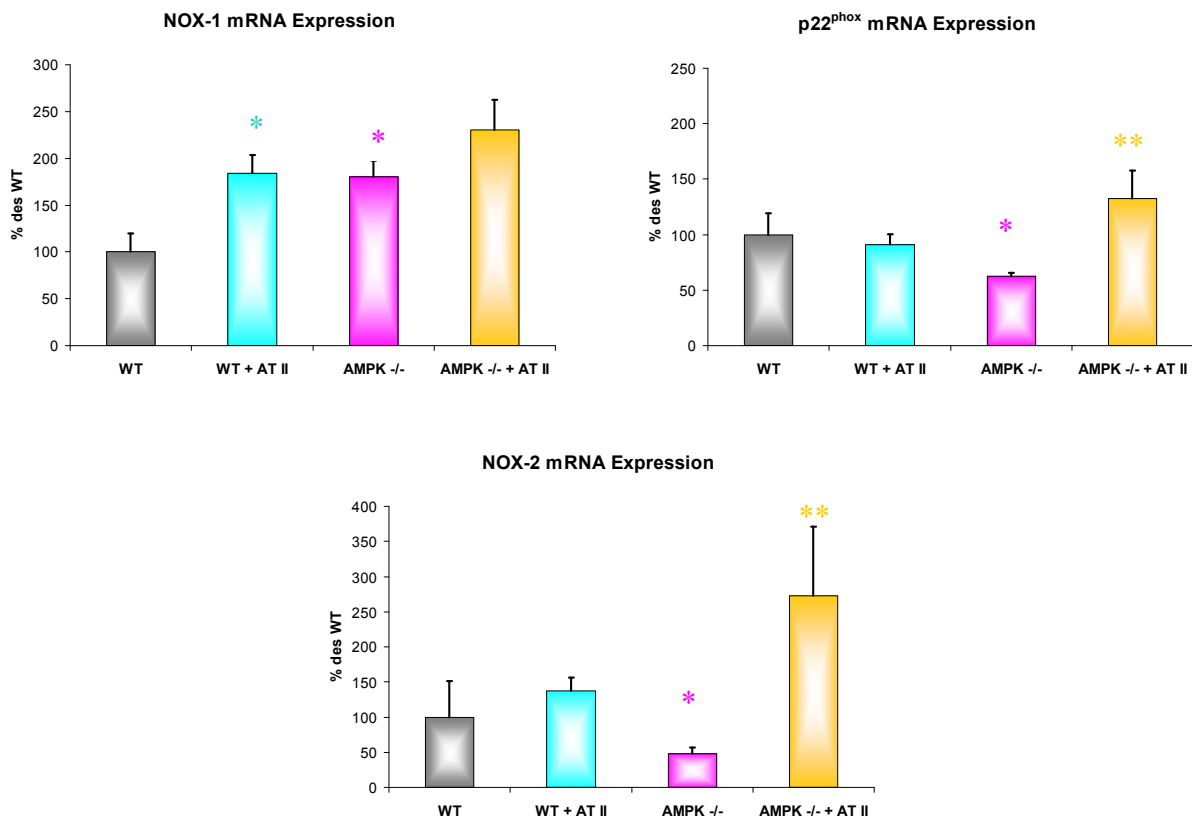 NOX-1 mRNA Expression
300
250
200
150
100
50
0
% des WT
*
*
WT
WT + AT II
AMPK -/-
AMPK -/- + AT II
p22phox mRNA Expression
250
200
150
100
50
0
% des WT
*
**
WT
WT + AT II
AMPK -/-
AMPK -/- + AT II
NOX-2 mRNA Expression
400
350
300
250
200
150
100
50
0
% des WT
*
**
WT
WT + AT II
AMPK -/-
AMPK -/- + AT II